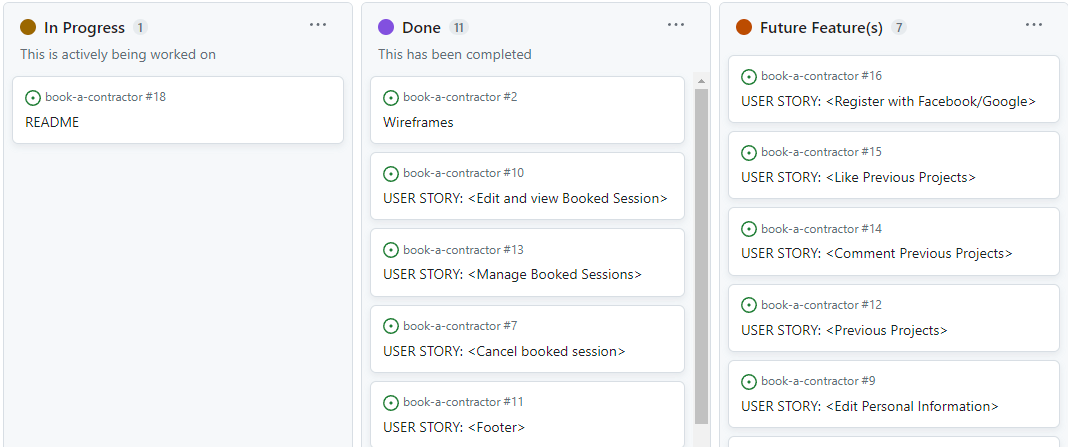 In Progress 1
This is actively being worked on
book-a-contractor #18
README
Done 11
This has been completed
book-a-contractor #2
Wireframes
book-a-contractor #10
USER STORY: <Edit and view Booked Session>
book-a-contractor #13
USER STORY: <Manage Booked Sessions>
book-a-contractor #7
USER STORY: <Cancel booked session>
book-a-contractor #11
USER STORY: <Footer>
Future Feature(s) 7
book-a-contractor #16
USER STORY: <Register with Facebook/Google>
book-a-contractor #15
USER STORY: <Like Previous Projects>
book-a-contractor #14
USER STORY: <Comment Previous Projects>
book-a-contractor #12
USER STORY: <Previous Projects>
book-a-contractor #9
USER STORY: <Edit Personal Information>